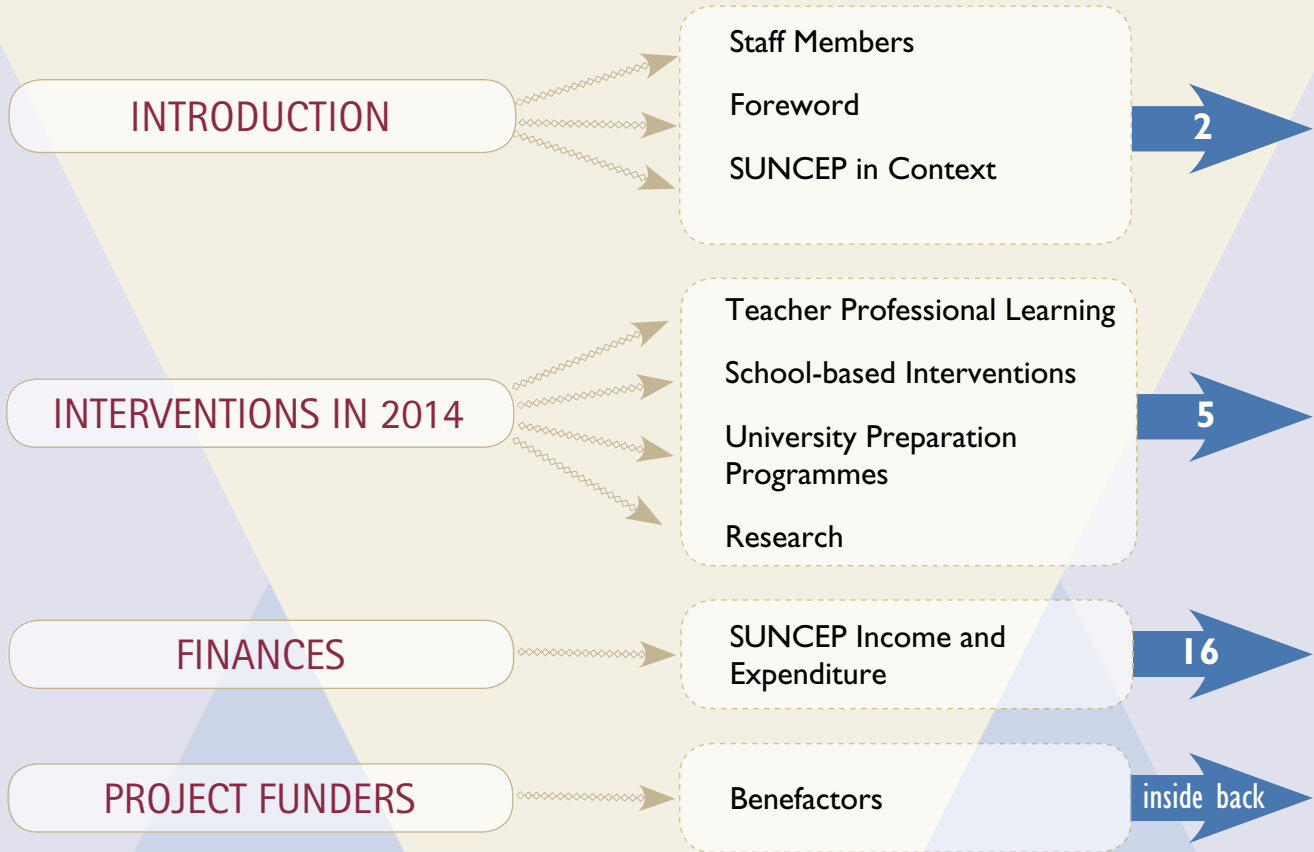 INTRODUCTION
Staff Members
Foreword
SUNCEP in Context
2
INTERVENTIONS IN 2014
Teacher Professional Learning
School-based Interventions
University Preparation
Programmes
Research
5
FINANCES
SUNCEP Income and
Expenditure
16
PROJECT FUNDERS
Benefactors
inside back